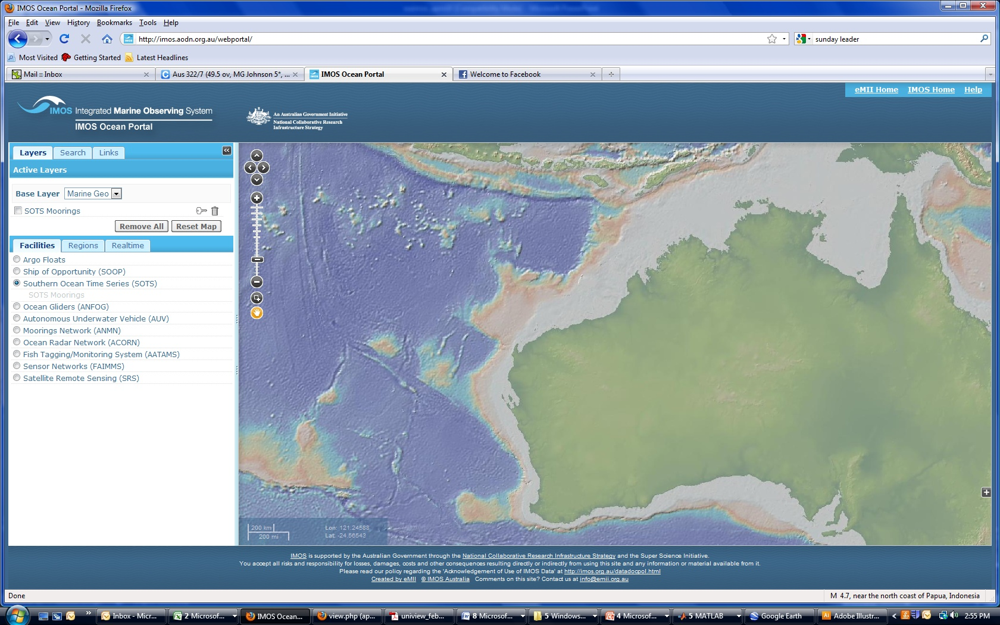 IMOS Ocean Portal - Mozilla Firefox
File Edit View History Bookmarks Tools Help
http://imos.aodn.org.au/webportal/
sunday leader
Most Visited Getting Started Latest Headlines
Mail :: Inbox
Aus 322/7 (49.5 ov, MG Johnson 5*, ...
IMOS Ocean Portal
Welcome to Facebook
eMII Home IMOS Home Help
IMOS Integrated Marine Observing System
IMOS Ocean Portal
An Australian Government Initiative
National Collaborative Research
Infrastructure Strategy
Layers Search Links
Active Layers
Base Layer Marine Geo
SOTS Moorings
Remove All Reset Map
Facilities Regions Realtime
Argo Floats
Ship of Opportunity (SOOP)
Southern Ocean Time Series (SOTS)
SOTS Moorings
Ocean Gliders (ANFOG)
Autonomous Underwater Vehicle (AUV)
Moorings Network (ANMN)
Ocean Radar Network (ACORN)
Fish Tagging/Monitoring System (AATAMS)
Sensor Networks (FAIMMS)
Satellite Remote Sensing (SRS)
200 km
200 mi
Lon: 121.24588,
Lat: -24.56543
IMOS is supported by the Australian Government through the National Collaborative Research Infrastructure Strategy and the Super Science Initiative.
You accept all risks and responsibility for losses, damages, costs and other consequences resulting directly or indirectly from using this site and any information or material available from it.
Please read our policy regarding the 'Acknowledgement of Use of IMOS Data' at http://imos.org.au/datadocpol.html
Created by eMII © IMOS Australia Comments on this site? Contact us at info@emii.org.au
Done
M 4.7, near the north coast of Papua, Indonesia
Inbox - Micr...
2 Microsof...
IMOS Ocean...
view.php (ap...
uniview_feb...
8 Microsof...
5 Windows...
4 Microsof...
5 MATLAB
Google Earth
Adobe Illustr...
2:55 PM